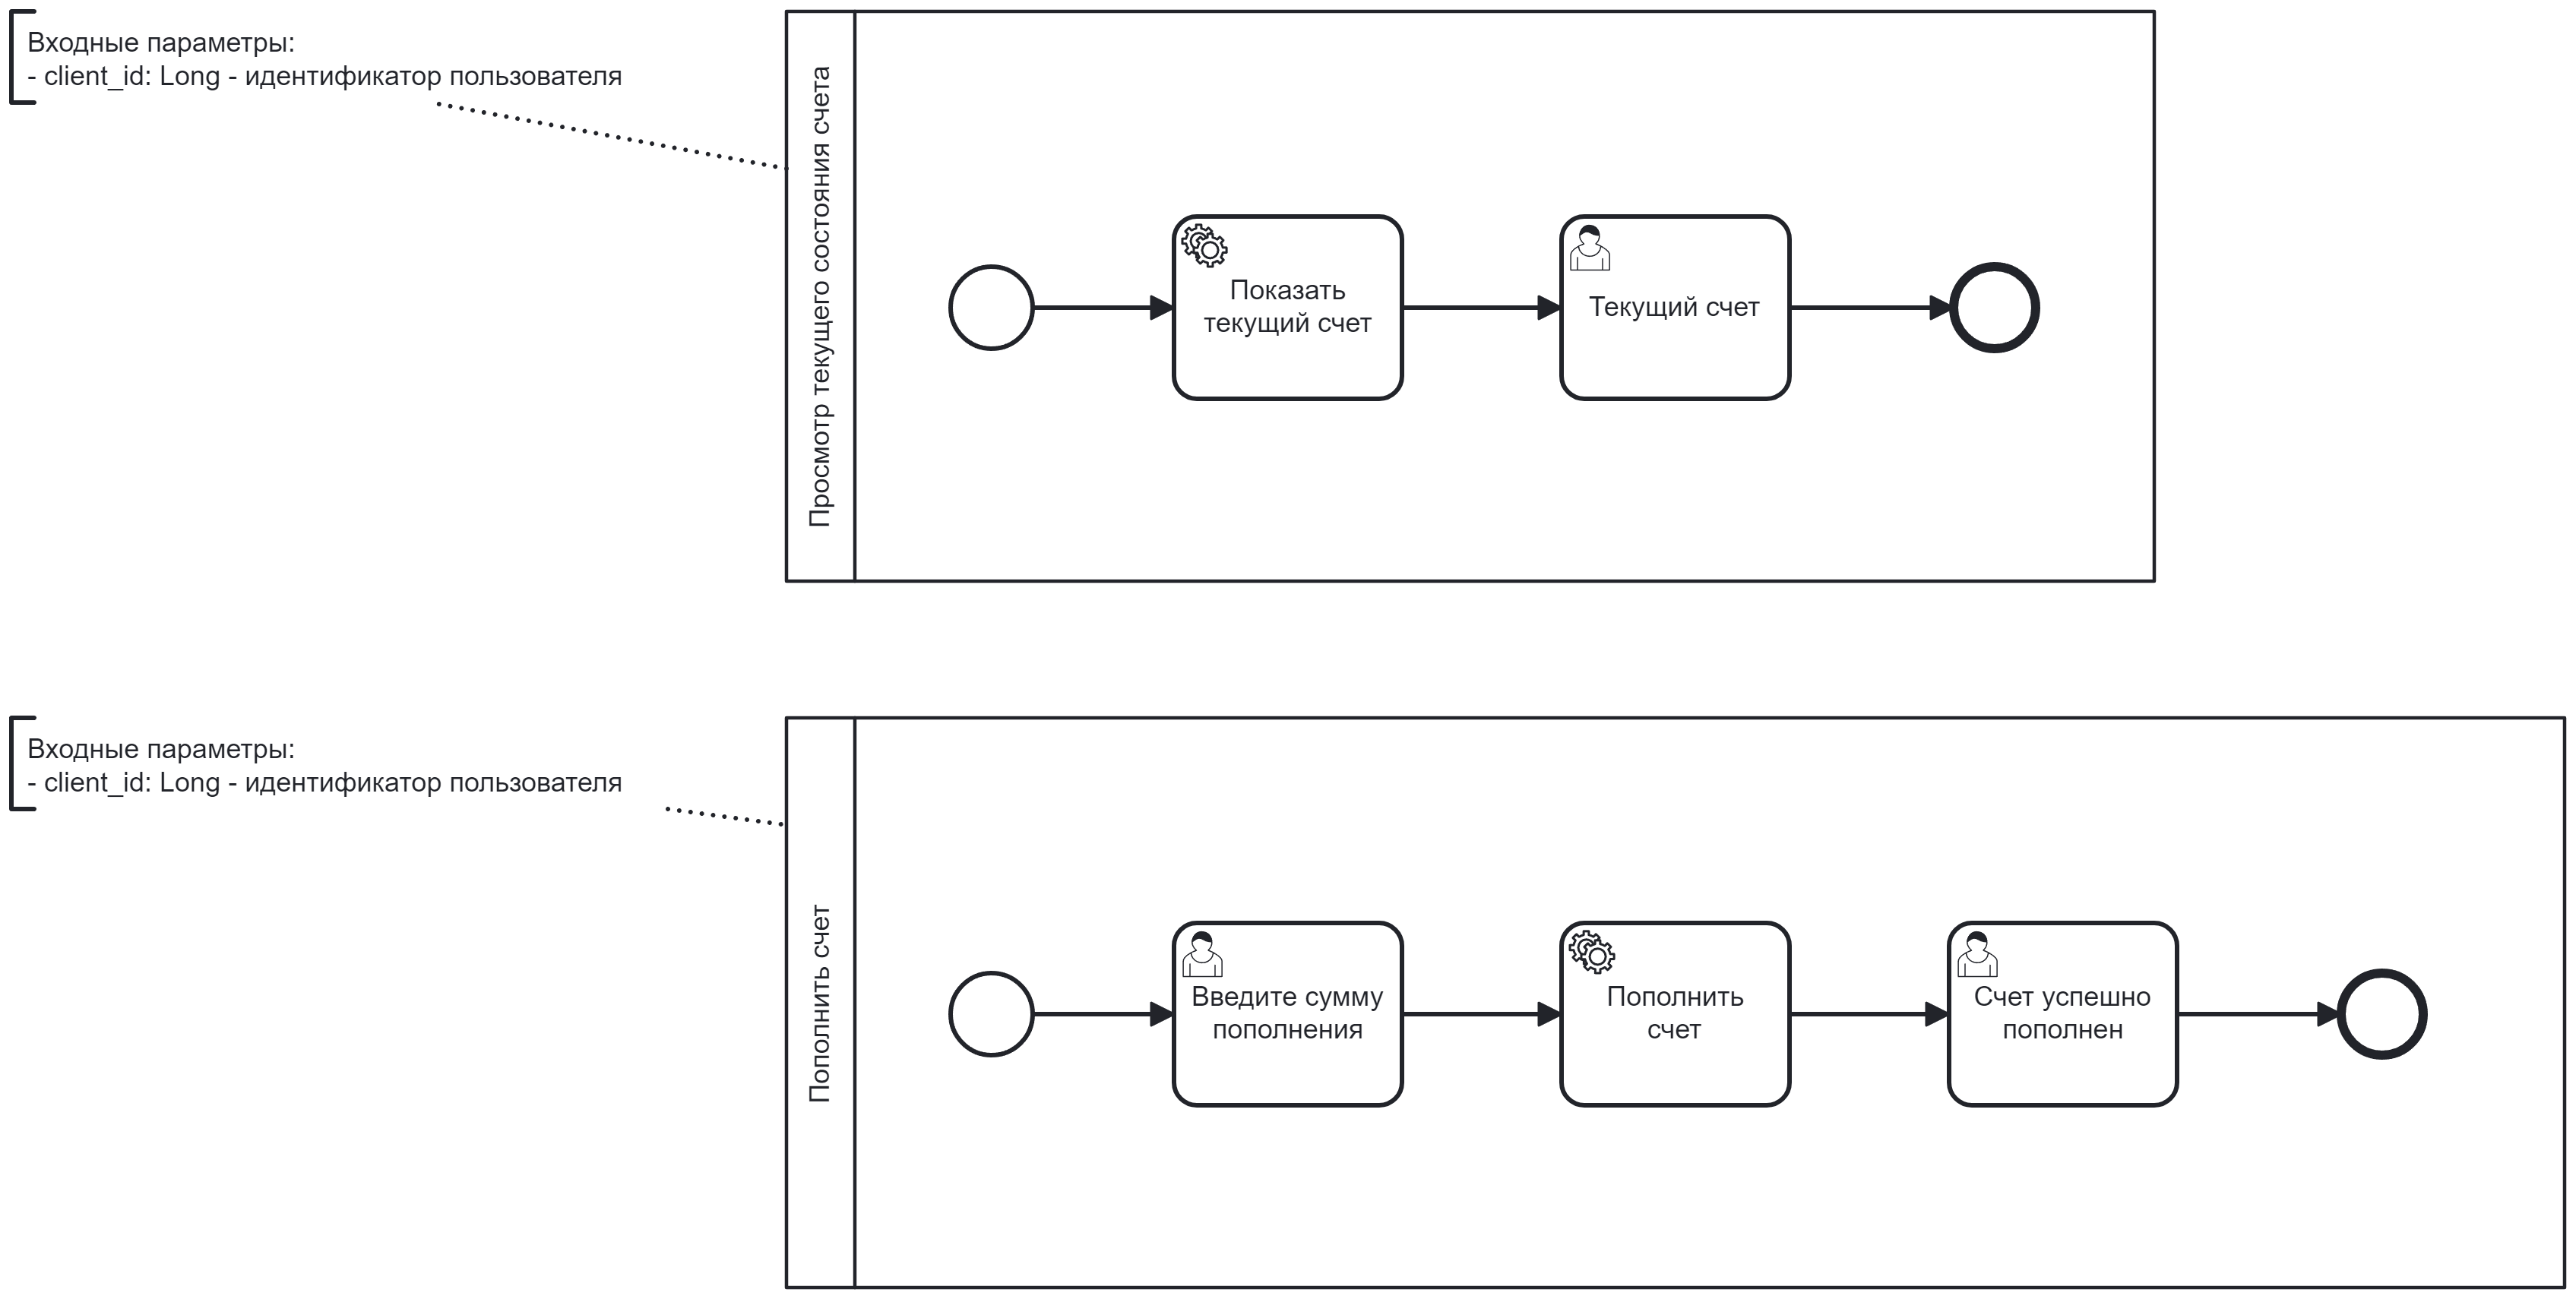 Входные параметры:
- client_id: Long - идентификатор пользователя
Просмотр текущего состояния счета
Показать
текущий счет
Текущий счет
Входные параметры:
- client_id: Long - идентификатор пользователя
Пополнить счет
Введите сумму
пополнения
Пополнить
счет
Счет успешно
пополнен